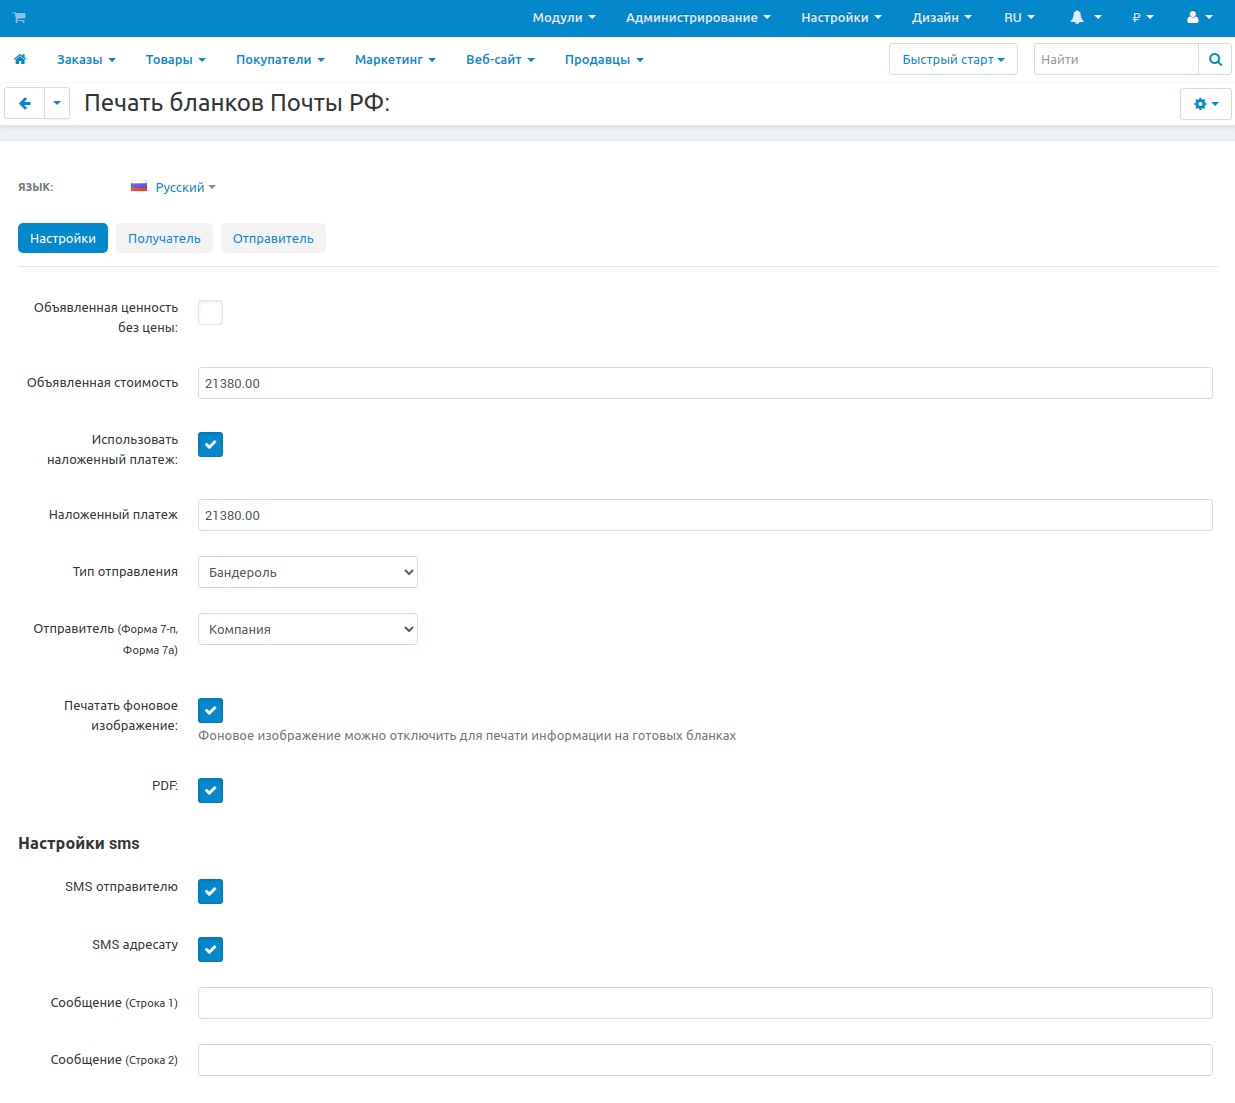 Модули Администрирование Настройки Дизайн RU ₽
Заказы Товары Покупатели Маркетинг Веб-сайт Продавцы Быстрый старт Найти
Печать бланков Почты РФ:
ЯЗЫК: Русский
Настройки Получатель Отправитель
Объявленная ценность
без цены:
Объявленная стоимость 21380.00
Использовать
наложенный платеж:
Наложенный платеж 21380.00
Тип отправления Бандероль
Отправитель (Форма 7-п, Компания
Форма 7а)
Печатать фоновое
изображение:
Фоновое изображение можно отключить для печати информации на готовых бланках
PDF:
Настройки sms
SMS отправителю
SMS адресату
Сообщение (Строка 1)
Сообщение (Строка 2)